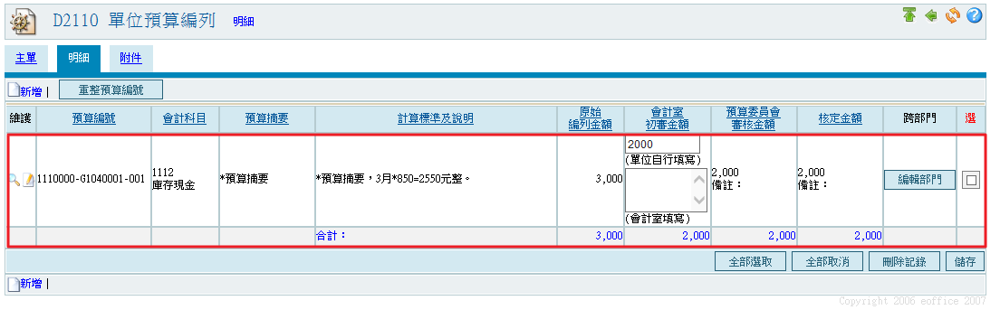 D2110 單位預算編列 明細
主單 明細 附件
新增 | 重整預算編號
維護 預算編號 會計科目 預算摘要 計算標準及說明 原始 會計室 預算委員會 核定金額 跨部門 選
編列金額 初審金額 審核金額
2000
(單位自行填寫)
1110000-G1040001-001 1112 *預算摘要 *預算摘要，3月*850=2550元整。 3,000 2,000 2,000 編輯部門
庫存現金 備註： 備註：
(會計室填寫)
合計： 3,000 2,000 2,000 2,000
全部選取 全部取消 刪除記錄 儲存
新增 |
Copyright 2006 eoffice 2007